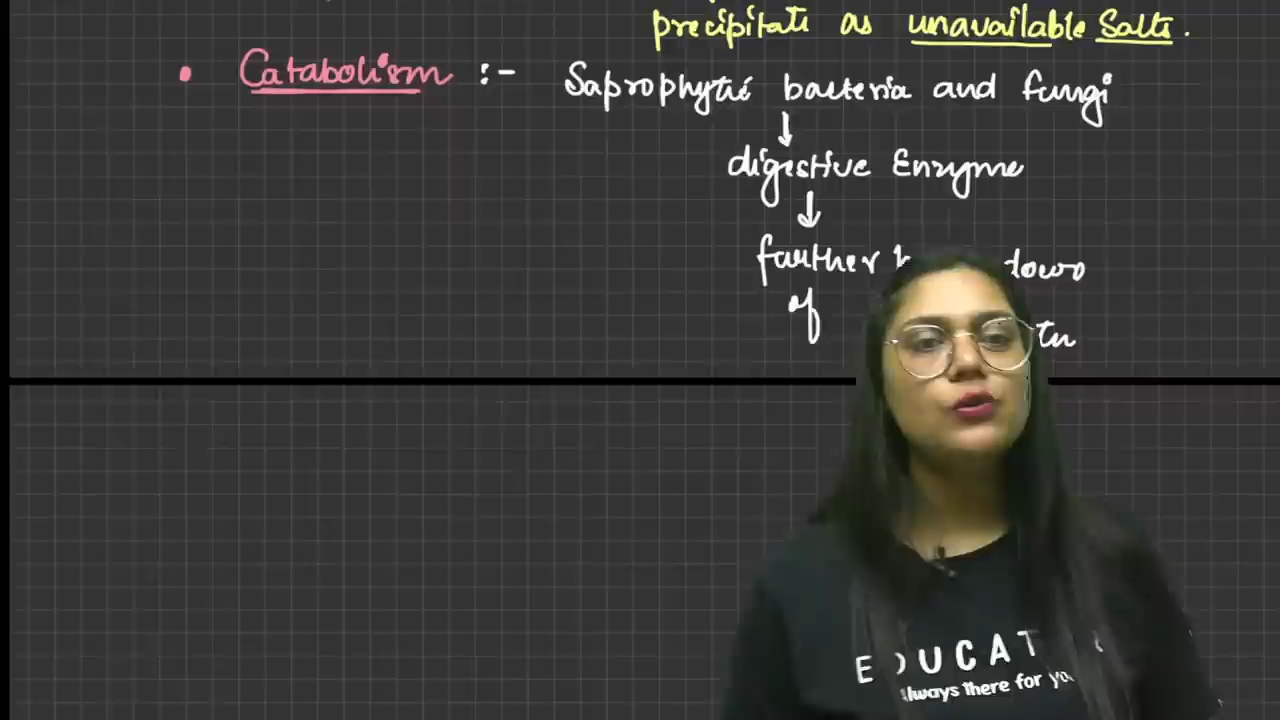 precipitate as unavailable Salts.
• Catabolism :- Saprophytic bacteria and fungi
↓
digestive Enzyme
↓
further
of
EDUCAT
Always there for you